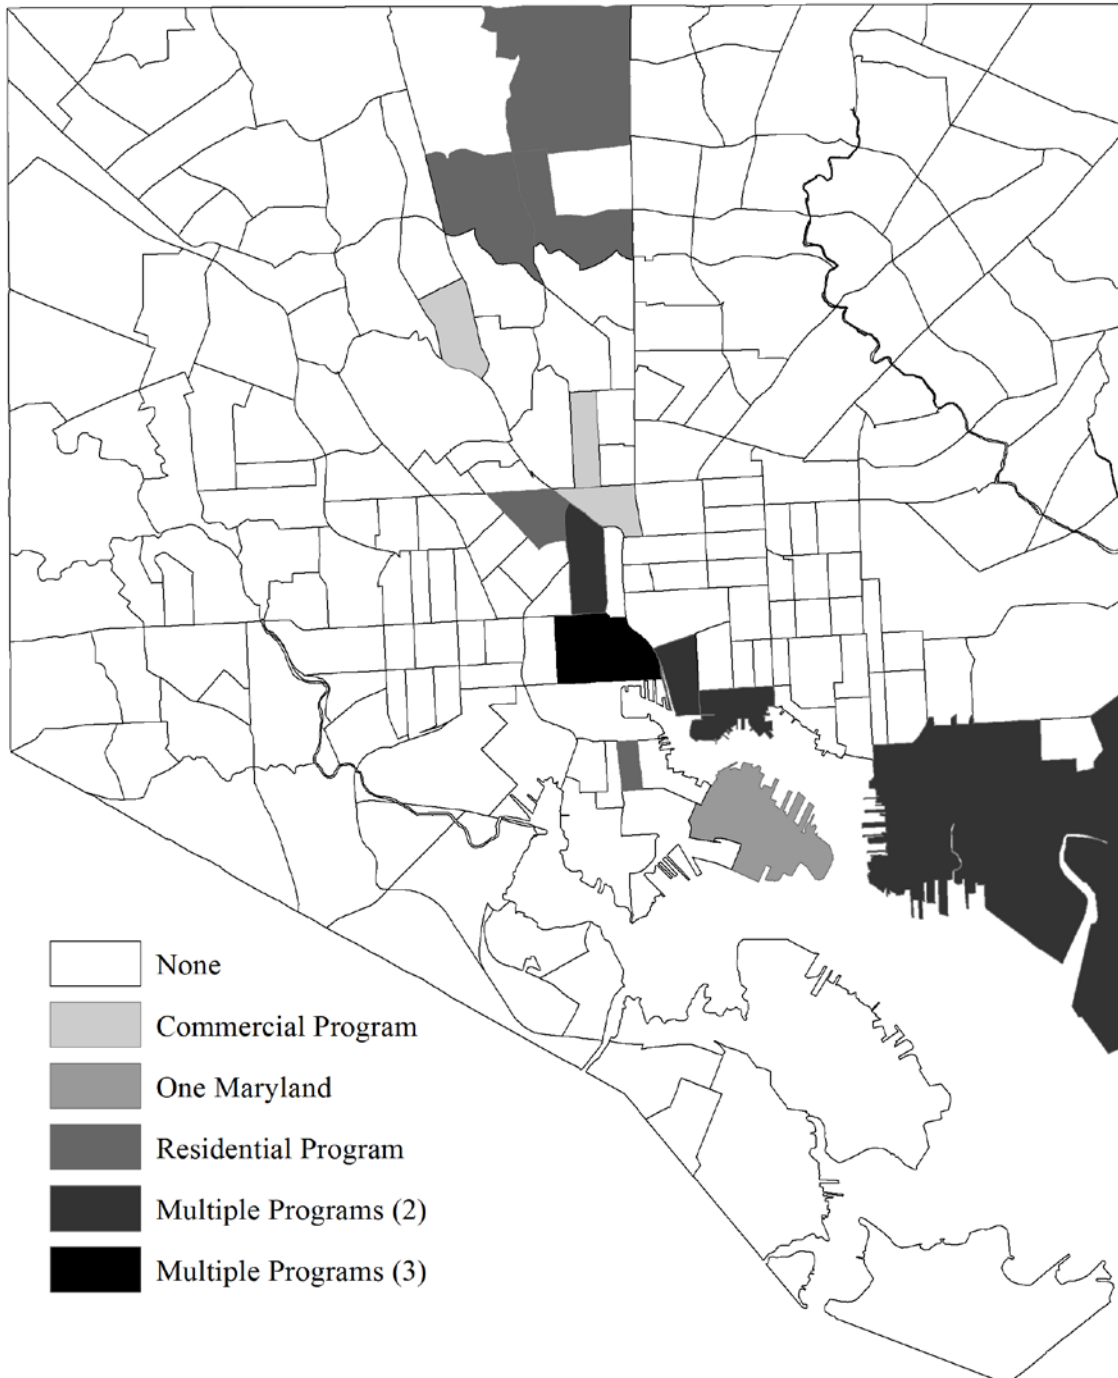 None
Commercial Program
One Maryland
Residential Program
Multiple Programs (2)
Multiple Programs (3)